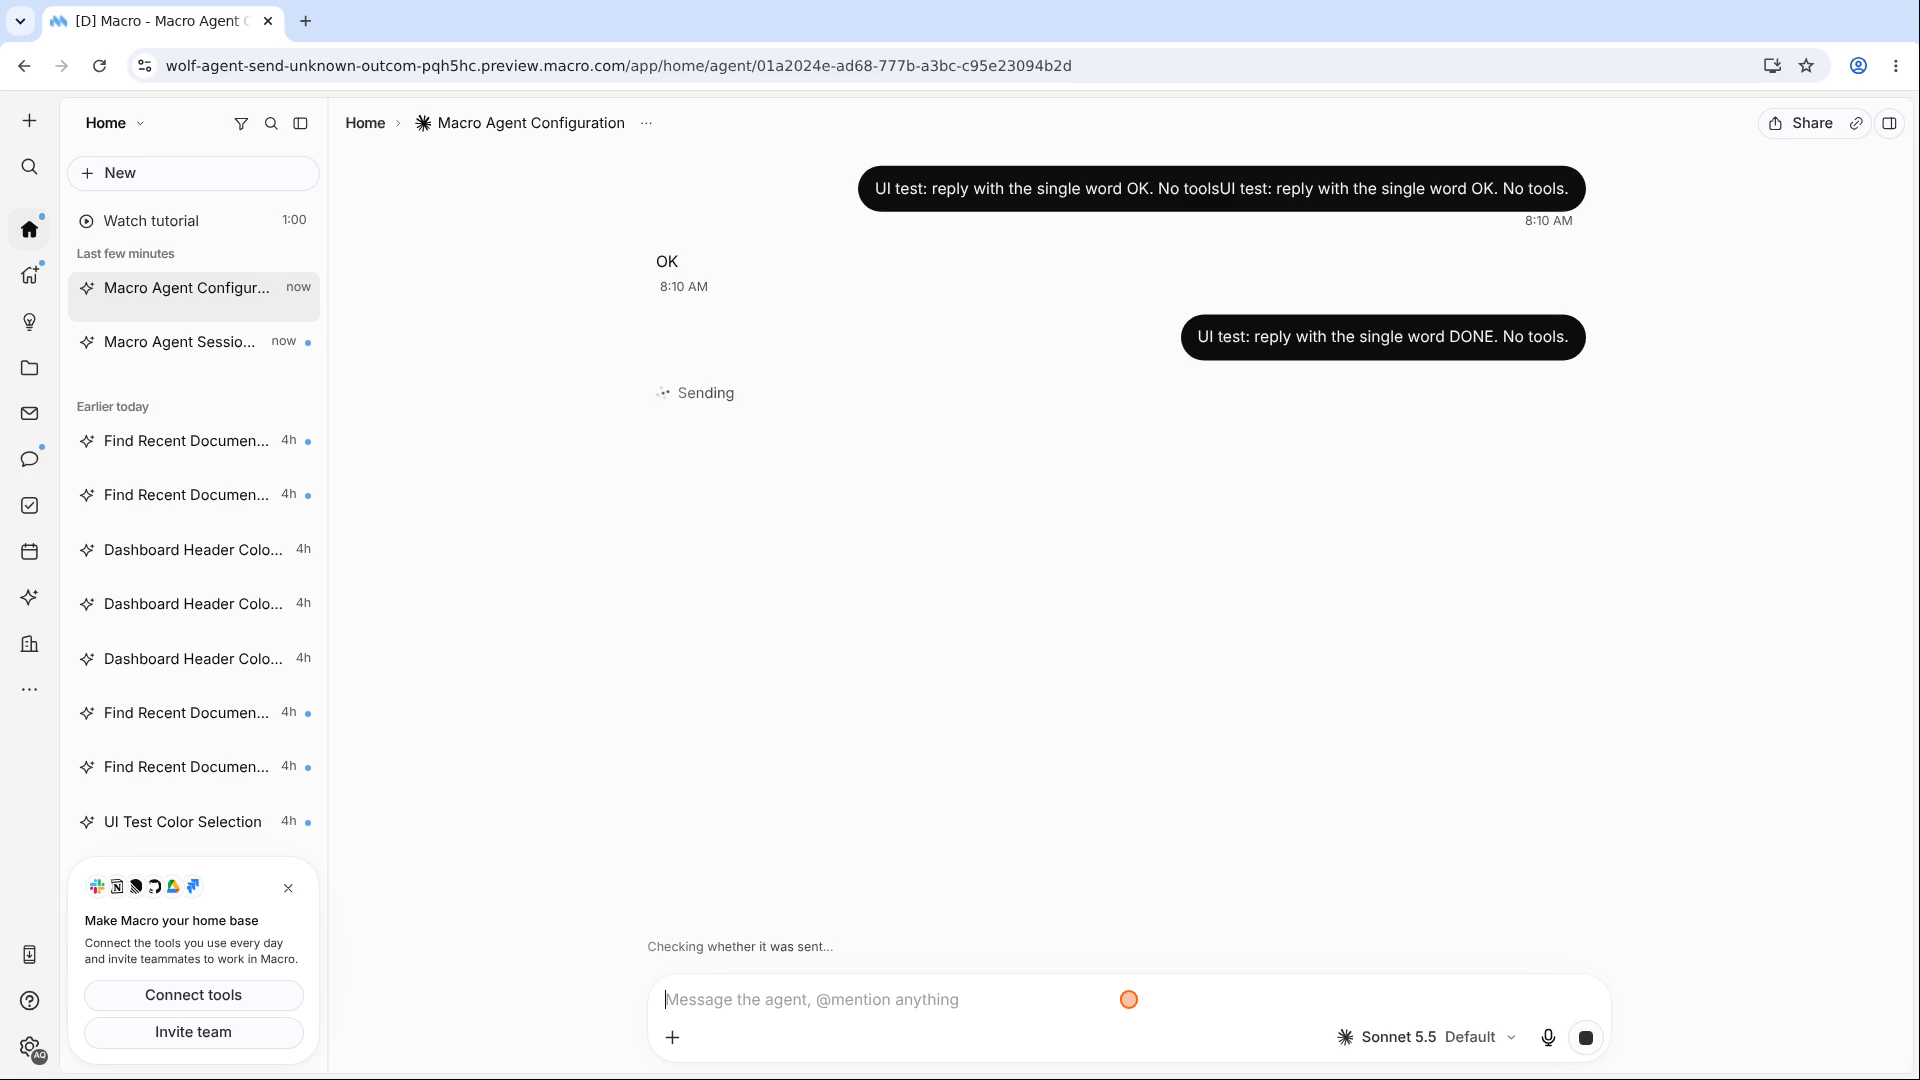 [D] Macro - Macro Agent C
wolf-agent-send-unknown-outcom-pqh5hc.preview.macro.com/app/home/agent/01a2024e-ad68-777b-a3bc-c95e23094b2d
Home
New
Watch tutorial 1:00
Last few minutes
Macro Agent Configur... now
Macro Agent Sessio... now
Earlier today
Find Recent Documen... 4h
Find Recent Documen... 4h
Dashboard Header Colo... 4h
Dashboard Header Colo... 4h
Dashboard Header Colo... 4h
Find Recent Documen... 4h
Find Recent Documen... 4h
UI Test Color Selection 4h
Make Macro your home base
Connect the tools you use every day
and invite teammates to work in Macro.
Connect tools
Invite team
AQ
Home › Macro Agent Configuration ...
Share
UI test: reply with the single word OK. No toolsUI test: reply with the single word OK. No tools.
8:10 AM
OK
8:10 AM
UI test: reply with the single word DONE. No tools.
Sending
Checking whether it was sent...
Message the agent, @mention anything
Sonnet 5.5 Default